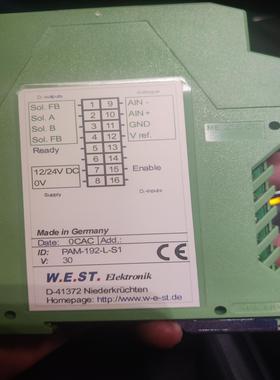 D.-outputs
Analogue
Sol. FB 1 9 AIN -
Sol. A 2 10 AIN +
Sol. B 3 11 GND
Sol. FB 4 12 V ref.
Ready 5 13
6 14
12/24V DC 7 15 Enable
0V 8 16
Supply
D.-inputs
Made in Germany
Date: 0CAC Add.:
ID: PAM-192-L-S1
V: 30
W.E.ST. Elektronik
D-41372 Niederkrüchten
Homepage: http://www.w-e-st.de